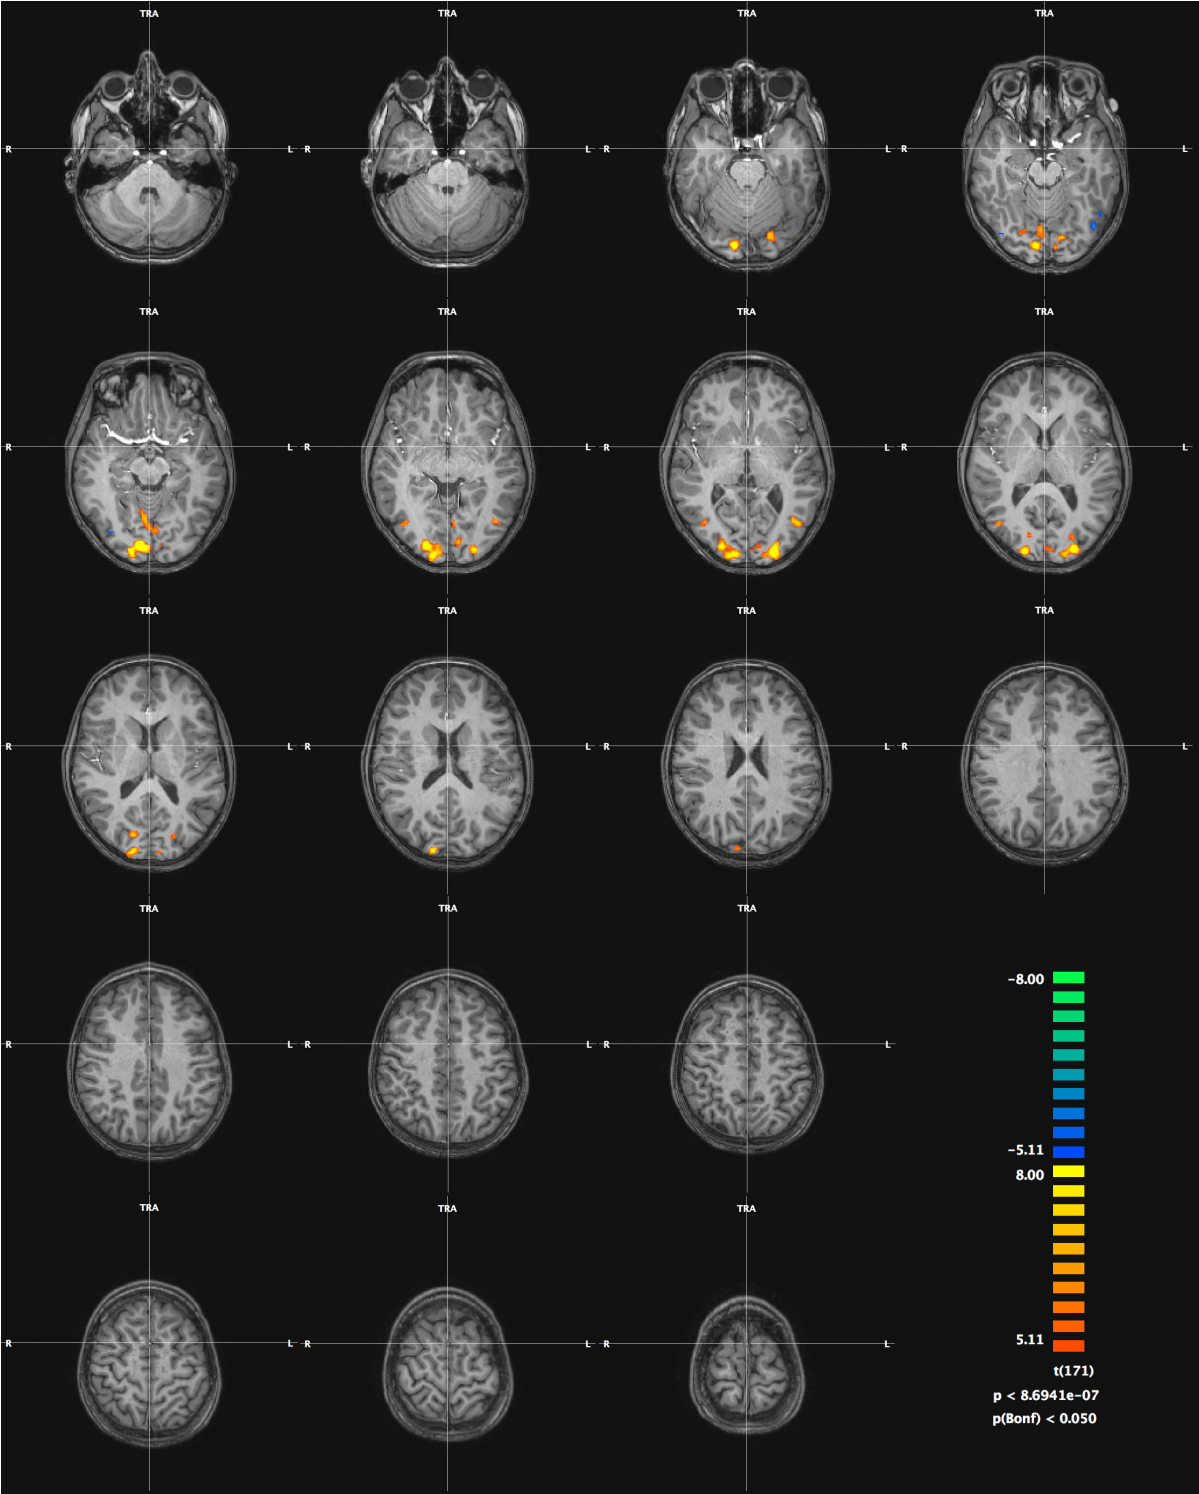 TRA TRA TRA TRA
R L R L R L R L
TRA TRA TRA TRA
R L R L R L R L
TRA TRA TRA TRA
R L R L R L R L
TRA TRA TRA
R L R L R L
−8.00
−5.11
8.00
5.11
t(171)
p < 8.6941e−07
p(Bonf) < 0.050
TRA TRA TRA
R L R L R L